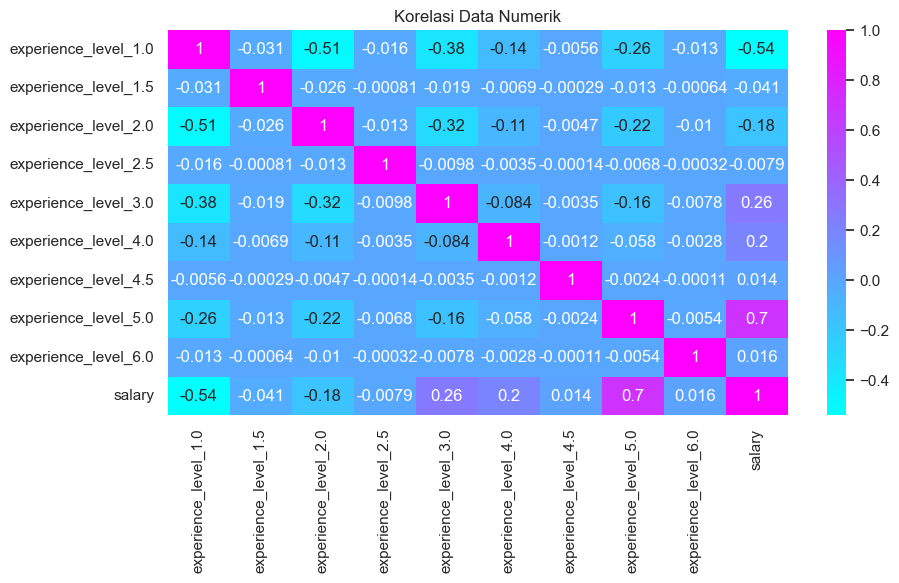 Korelasi Data Numerik
experience_level_1.0 1 -0.031 -0.51 -0.016 -0.38 -0.14 -0.0056 -0.26 -0.013 -0.54
experience_level_1.5 -0.031 1 -0.026 -0.00081 -0.019 -0.0069 -0.00029 -0.013 -0.00064 -0.041
experience_level_2.0 -0.51 -0.026 1 -0.013 -0.32 -0.11 -0.0047 -0.22 -0.01 -0.18
experience_level_2.5 -0.016 -0.00081 -0.013 1 -0.0098 -0.0035 -0.00014 -0.0068 -0.00032 -0.0079
experience_level_3.0 -0.38 -0.019 -0.32 -0.0098 1 -0.084 -0.0035 -0.16 -0.0078 0.26
experience_level_4.0 -0.14 -0.0069 -0.11 -0.0035 -0.084 1 -0.0012 -0.058 -0.0028 0.2
experience_level_4.5 -0.0056 -0.00029 -0.0047 -0.00014 -0.0035 -0.0012 1 -0.0024 -0.00011 0.014
experience_level_5.0 -0.26 -0.013 -0.22 -0.0068 -0.16 -0.058 -0.0024 1 -0.0054 0.7
experience_level_6.0 -0.013 -0.00064 -0.01 -0.00032 -0.0078 -0.0028 -0.00011 -0.0054 1 0.016
salary -0.54 -0.041 -0.18 -0.0079 0.26 0.2 0.014 0.7 0.016 1
experience_level_1.0
experience_level_1.5
experience_level_2.0
experience_level_2.5
experience_level_3.0
experience_level_4.0
experience_level_4.5
experience_level_5.0
experience_level_6.0
salary
1.0
0.8
0.6
0.4
0.2
0.0
−0.2
−0.4